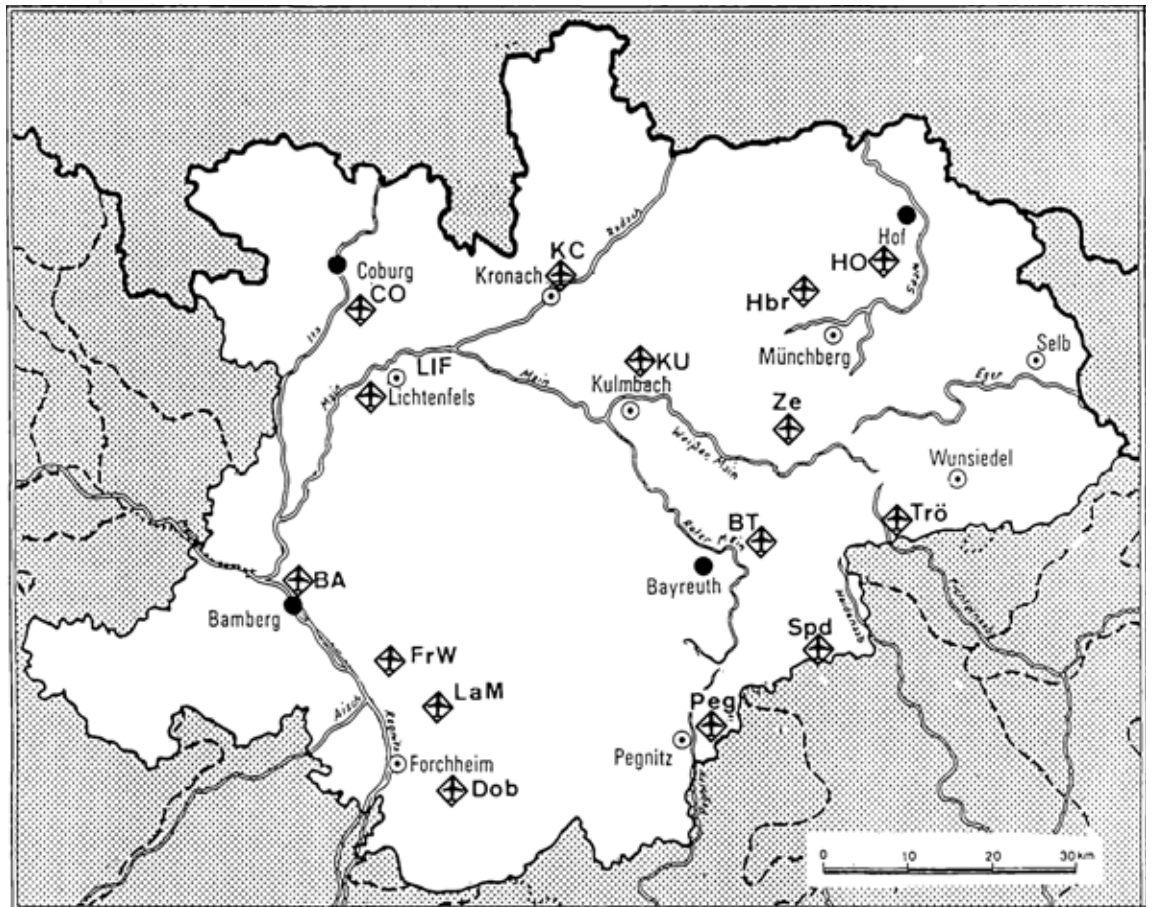 Rodach
KC
Kronach
Coburg
CO
Itz
Hof
HO
Saale
Hbr
Münchberg
Selb
Eger
Main
LIF
Lichtenfels
Main
KU
Kulmbach
Weißer Main
Ze
Wunsiedel
Trö
Roter Main
BT
Bayreuth
BA
Bamberg
Spd
FrW
LaM
Aisch
Regnitz
Peg
Pegnitz
Forchheim
Dob
0 10 20 30 km